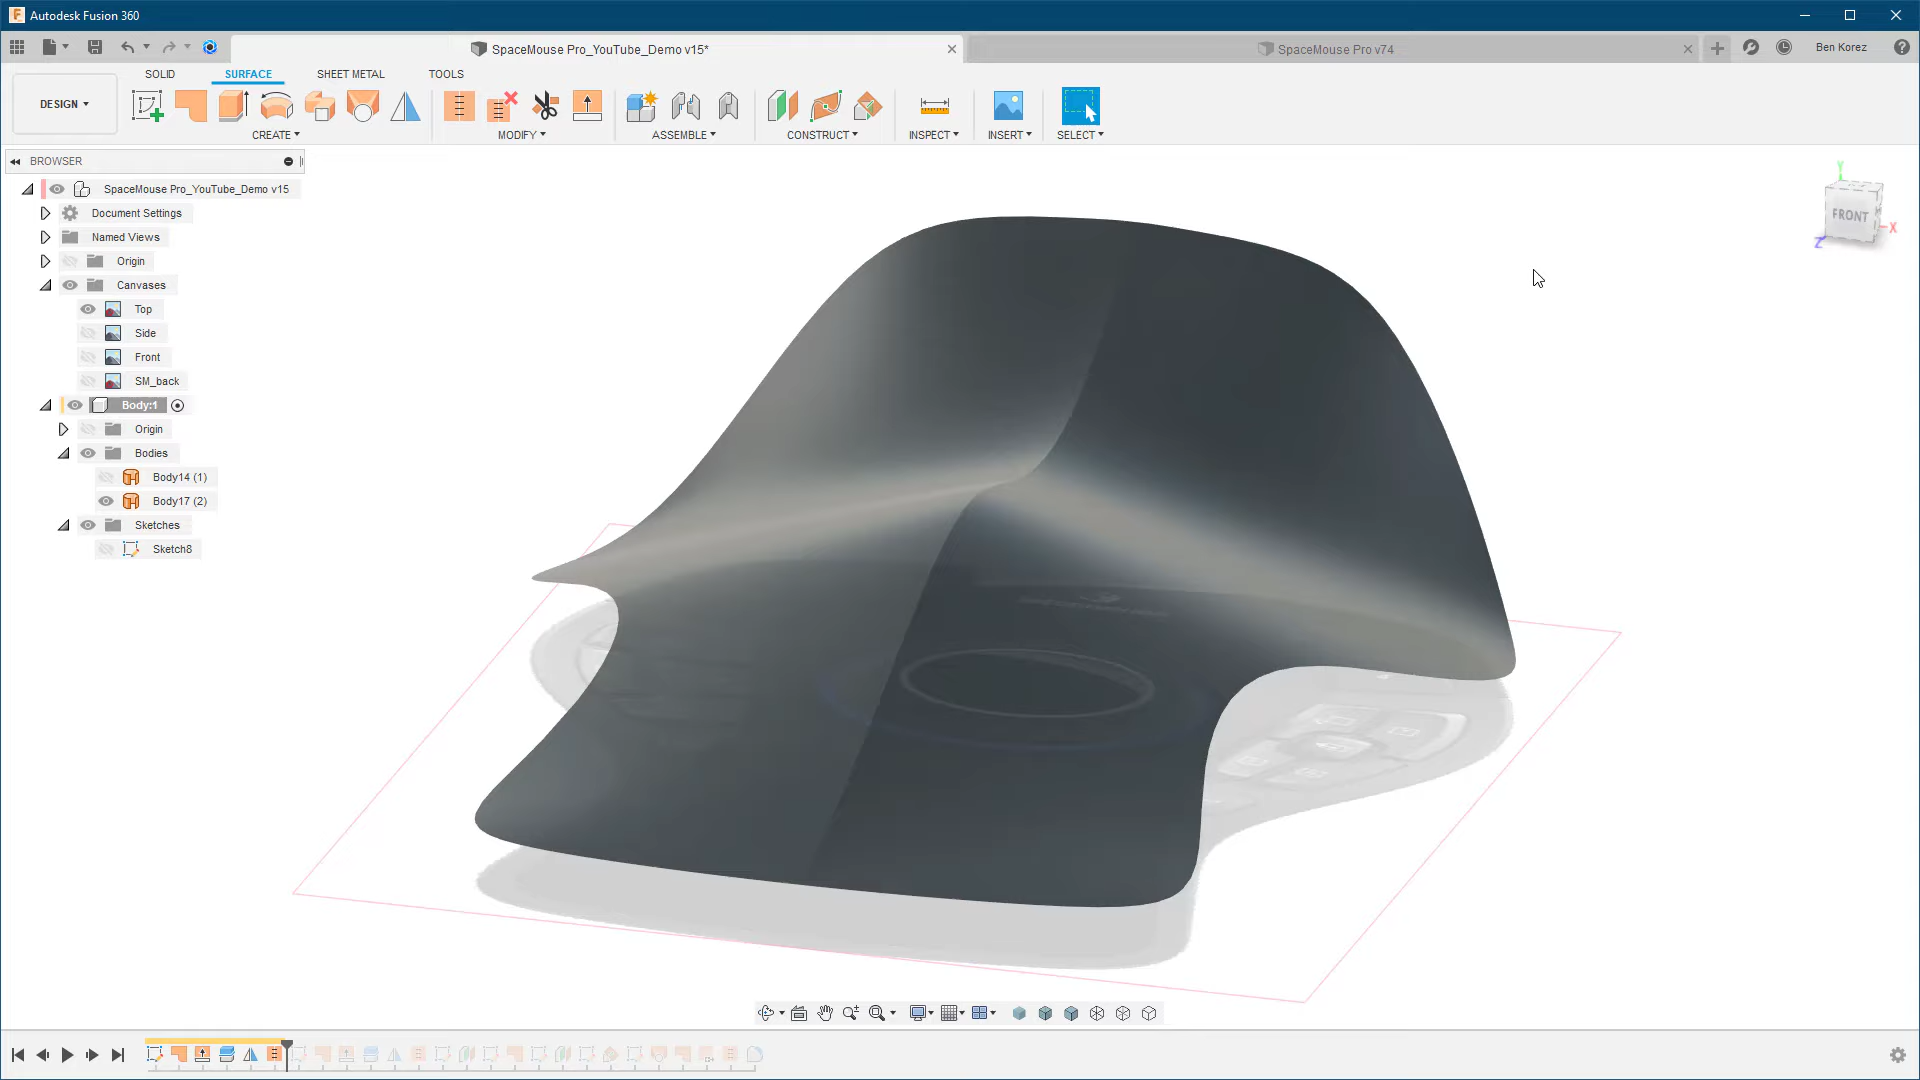 Autodesk Fusion 360
SpaceMouse Pro_YouTube_Demo v15*
SpaceMouse Pro v74
Ben Korez
SOLID
SURFACE
SHEET METAL
TOOLS
DESIGN
CREATE
MODIFY
ASSEMBLE
CONSTRUCT
INSPECT
INSERT
SELECT
BROWSER
SpaceMouse Pro_YouTube_Demo v15
Document Settings
Named Views
Origin
Canvases
Top
Side
Front
SM_back
Body:1
Origin
Bodies
Body14 (1)
Body17 (2)
Sketches
Sketch8
Y
FRONT
X
Z